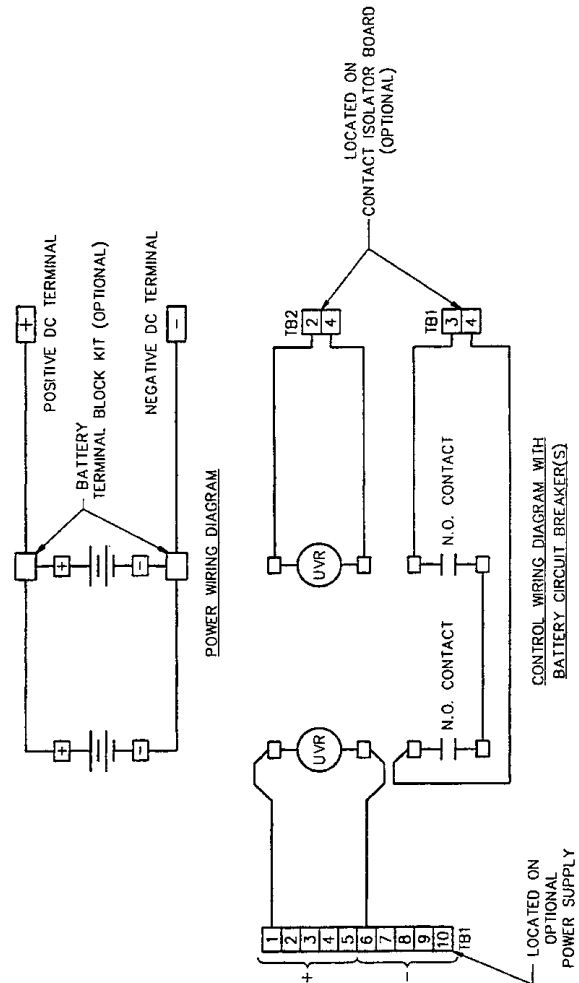 +
POSITIVE DC TERMINAL
BATTERY
TERMINAL BLOCK KIT (OPTIONAL)
+
-
+
-
-
NEGATIVE DC TERMINAL
POWER WIRING DIAGRAM
LOCATED ON
CONTACT ISOLATOR BOARD
(OPTIONAL)
TB2
2
4
TB1
3
4
UVR
UVR
N.O. CONTACT
N.O. CONTACT
+
-
1
2
3
4
5
6
7
8
9
10
TB1
LOCATED ON
OPTIONAL
POWER SUPPLY
CONTROL WIRING DIAGRAM WITH
BATTERY CIRCUIT BREAKER(S)